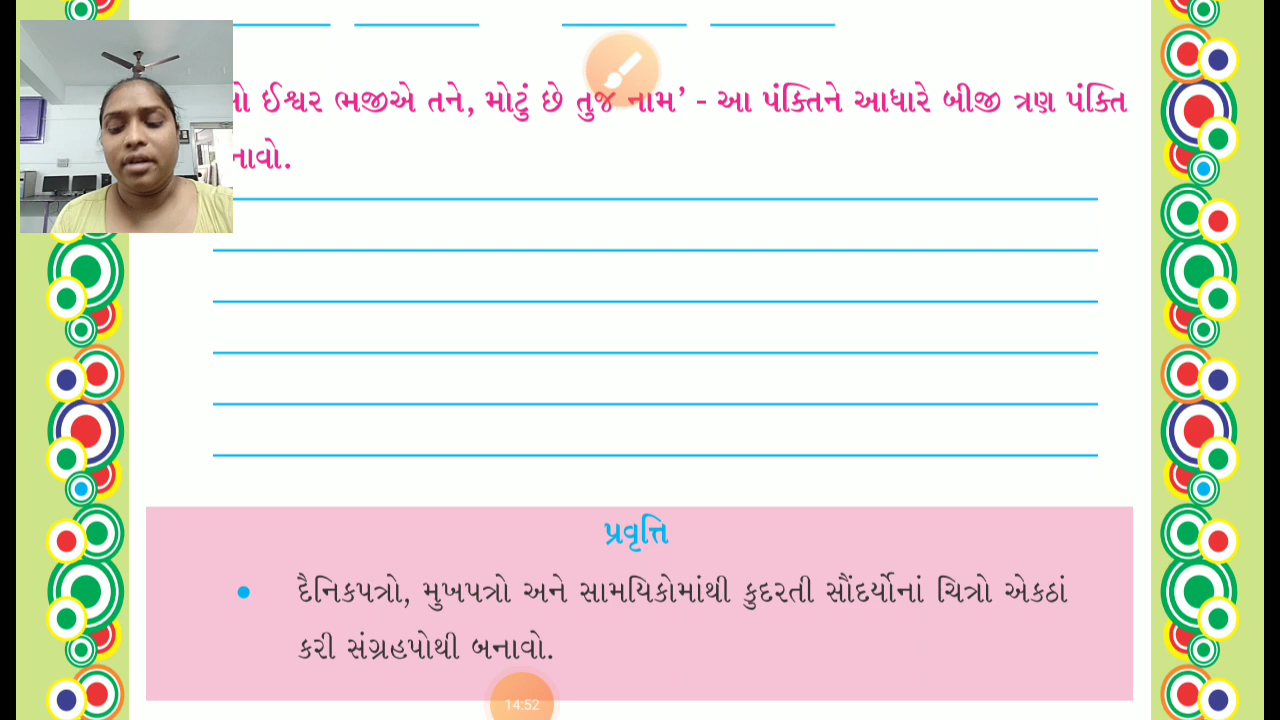 ઈશ્વર ભજીએ તને, મોટું છે તુજ નામ’ - આ પંક્તિને આધારે બીજી ત્રણ પંક્તિ
પ્રવૃત્તિ
• દૈનિકપત્રો, મુખપત્રો અને સામયિકોમાંથી કુદરતી સૌંદર્યોનાં ચિત્રો એકઠાં
કરી સંગ્રહપોથી બનાવો.
14:52